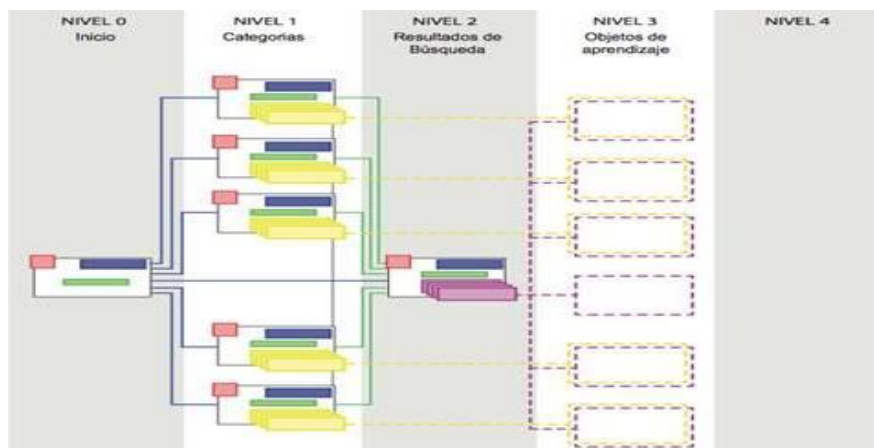 NIVEL 0
Inicio
NIVEL 1
Categorias
NIVEL 2
Resultados de
Búsqueda
NIVEL 3
Objetos de
aprendizaje
NIVEL 4